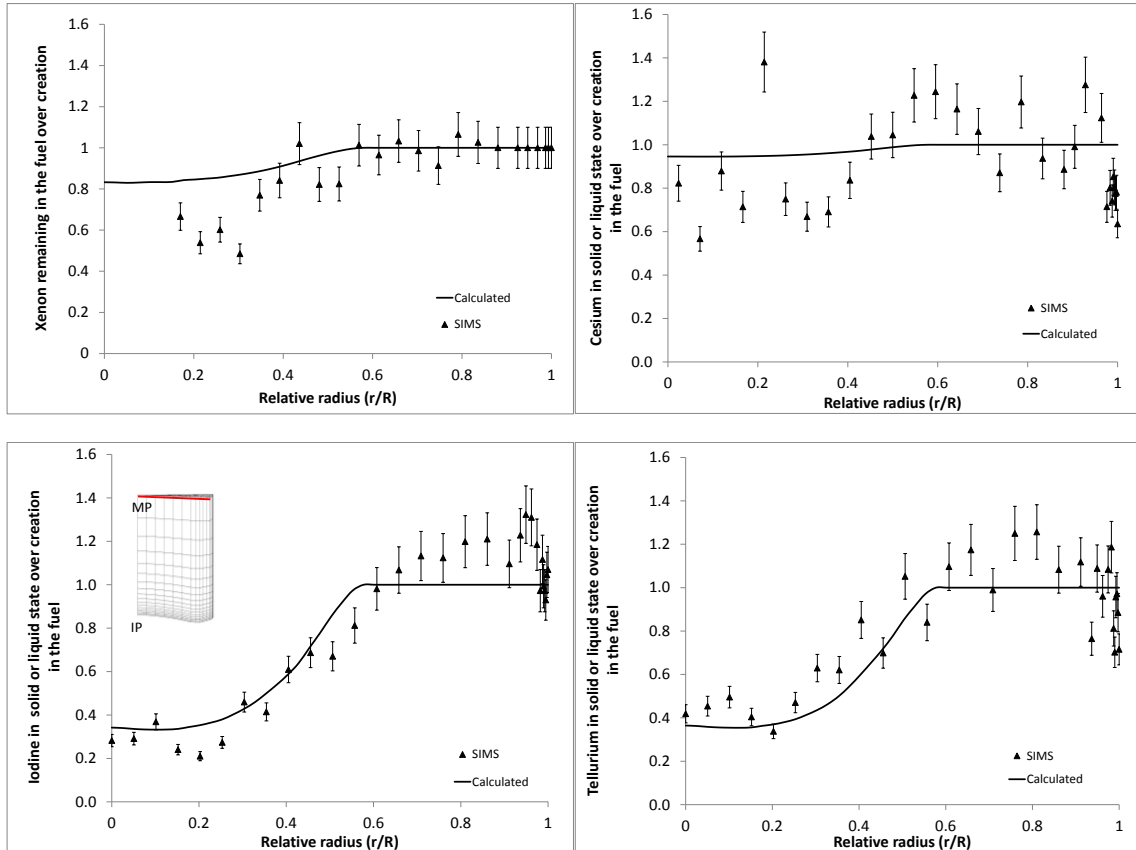 Xenon remaining in the fuel over creation
1.6
1.4
1.2
1.0
0.8
0.6
0.4
0.2
0
0
0.2
0.4
0.6
0.8
1
Relative radius (r/R)
Calculated
SIMS
Cesium in solid or liquid state over creation
in the fuel
1.6
1.4
1.2
1.0
0.8
0.6
0.4
0.2
0.0
0
0.2
0.4
0.6
0.8
1
Relative radius (r/R)
SIMS
Calculated
Iodine in solid or liquid state over creation
in the fuel
1.6
1.4
1.2
1.0
0.8
0.6
0.4
0.2
0.0
0
0.2
0.4
0.6
0.8
1
Relative radius (r/R)
MP
IP
SIMS
Calculated
Tellurium in solid or liquid state over creation
in the fuel
1.6
1.4
1.2
1.0
0.8
0.6
0.4
0.2
0.0
0
0.2
0.4
0.6
0.8
1
Relative radius (r/R)
SIMS
Calculated